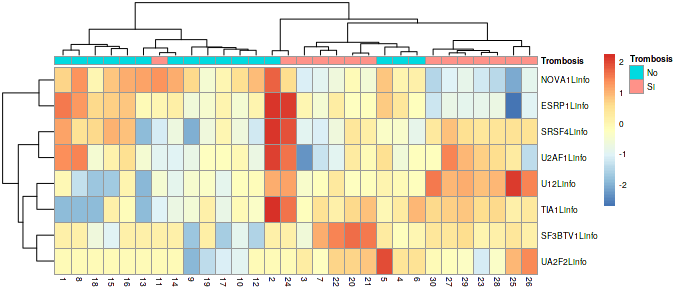 Trombosis
Trombosis
No
SI
NOVA1Linfo
ESRP1Linfo
SRSF4Linfo
U2AF1Linfo
U12Linfo
TIA1Linfo
SF3BTV1Linfo
UA2F2Linfo
2
1
0
-1
-2
1 8 18 15 16 13 11 14 9 19 17 10 12 2 24 3 7 22 20 21 5 4 6 30 27 29 23 28 25 26